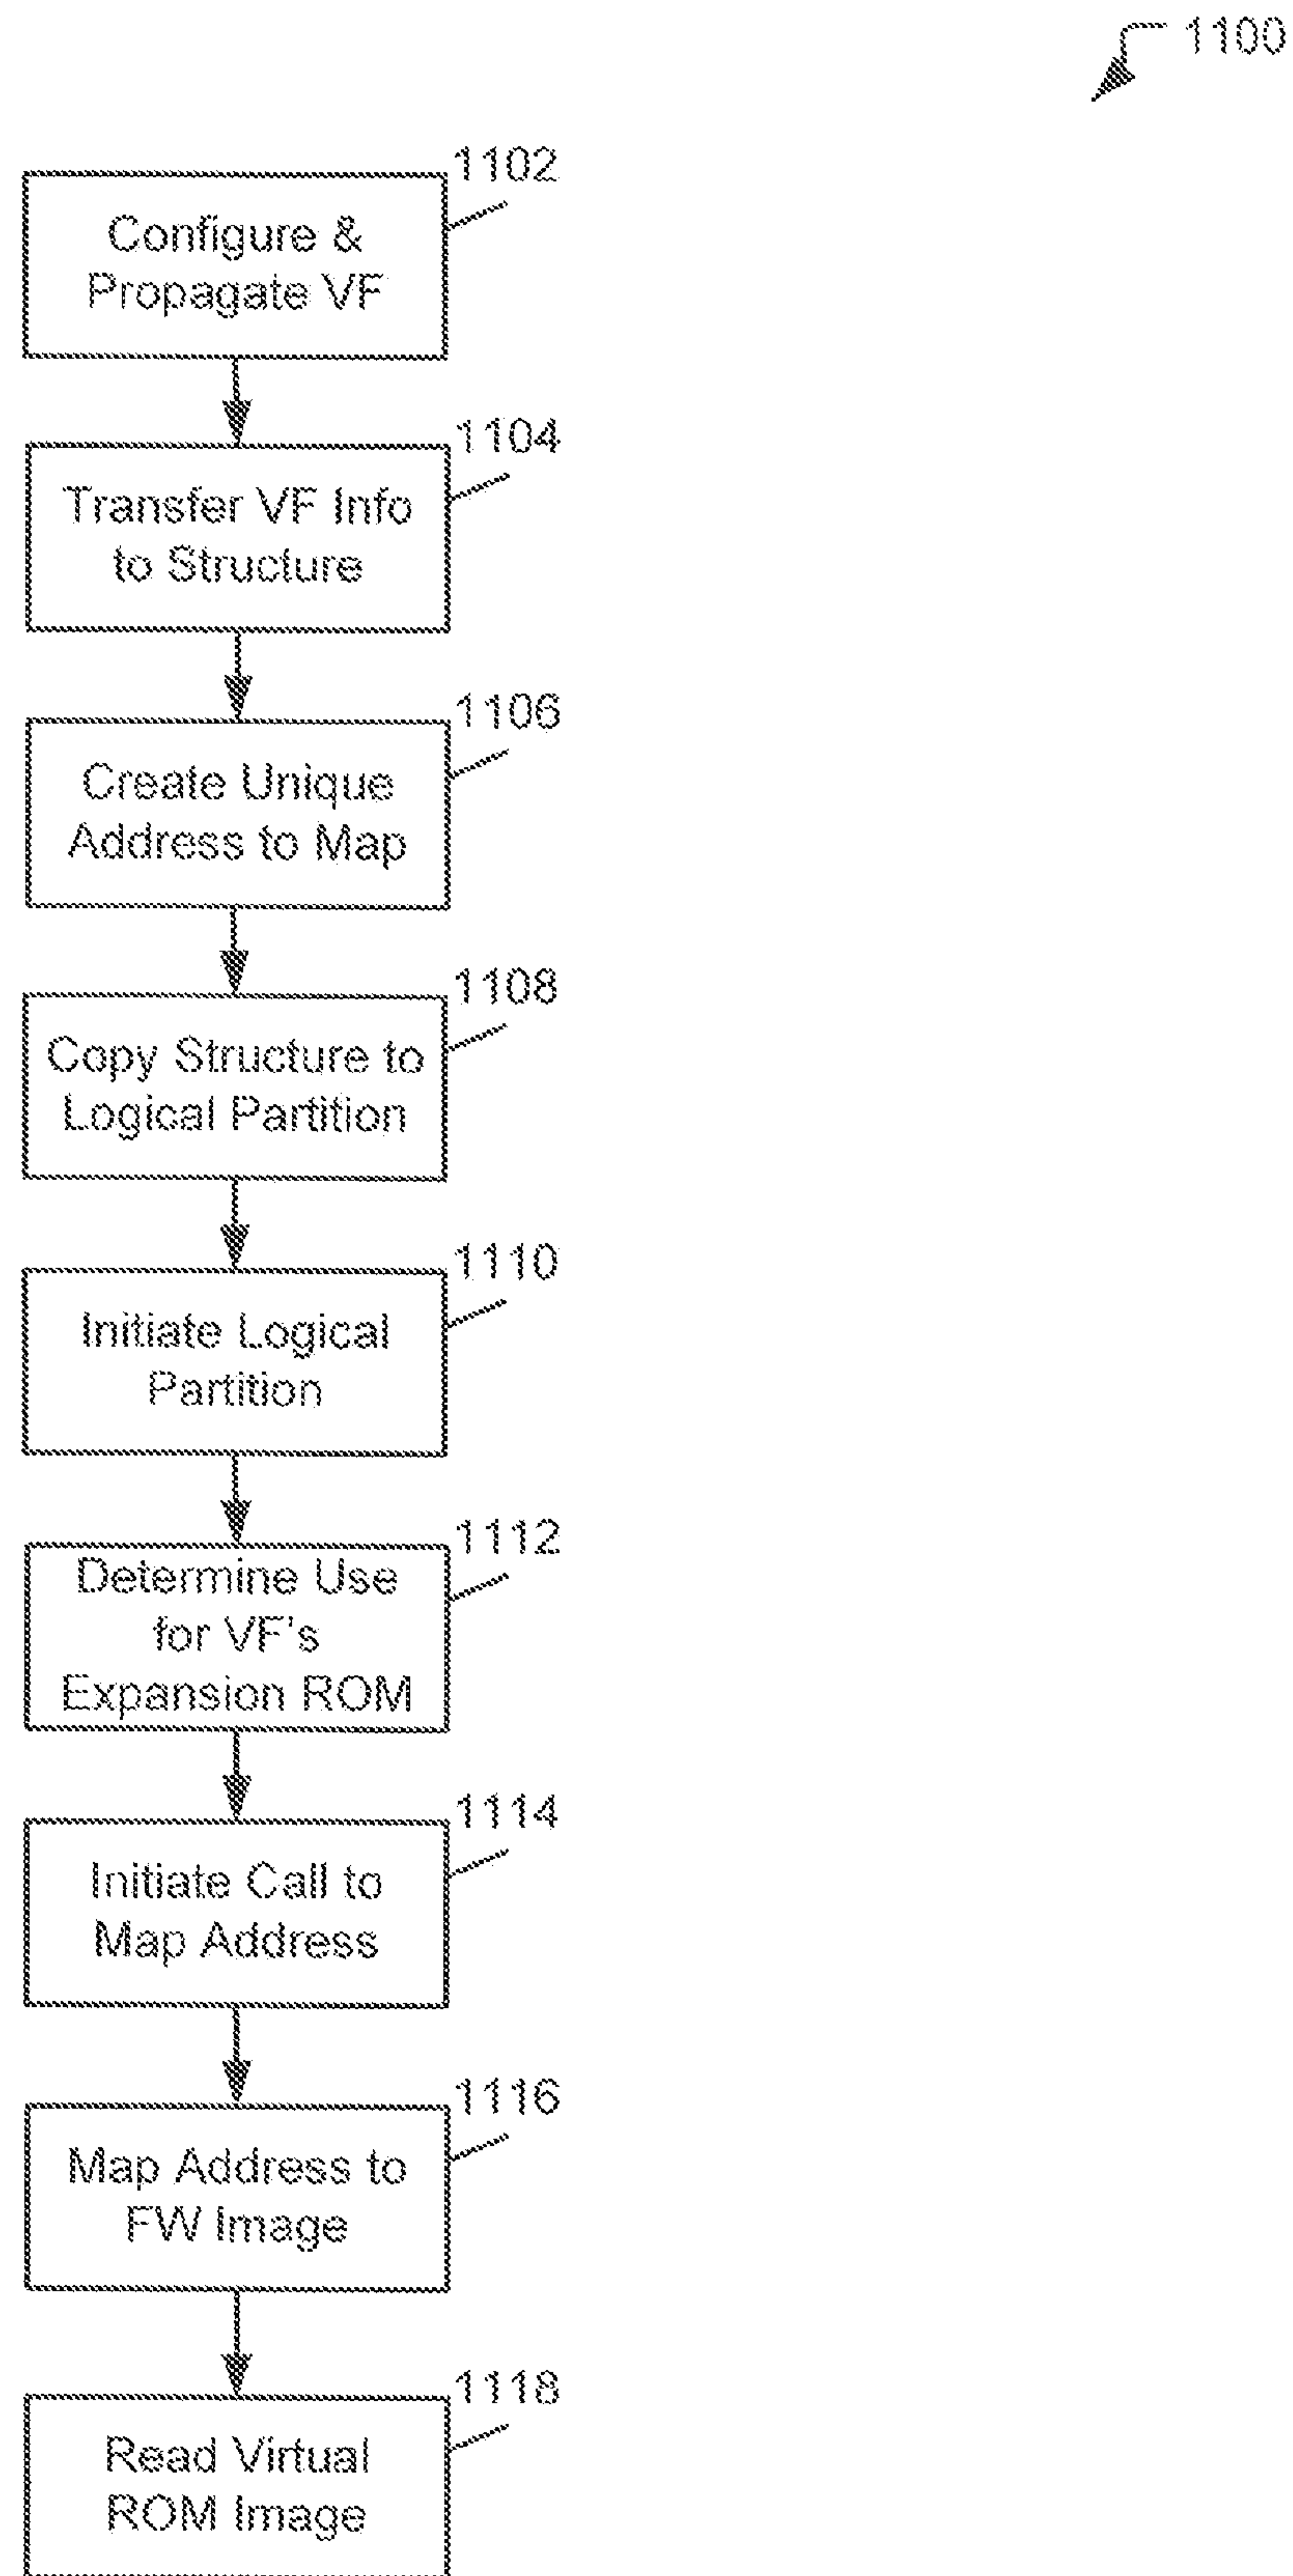 1100
1102
Configure &
Propagate VF
1104
Transfer VF Info
to Structure
1106
Create Unique
Address to Map
1108
Copy Structure to
Logical Partition
1110
Initiate Logical
Partition
1112
Determine Use
for VF's
Expansion ROM
1114
Initiate Call to
Map Address
1116
Map Address to
FW Image
1118
Read Virtual
ROM Image